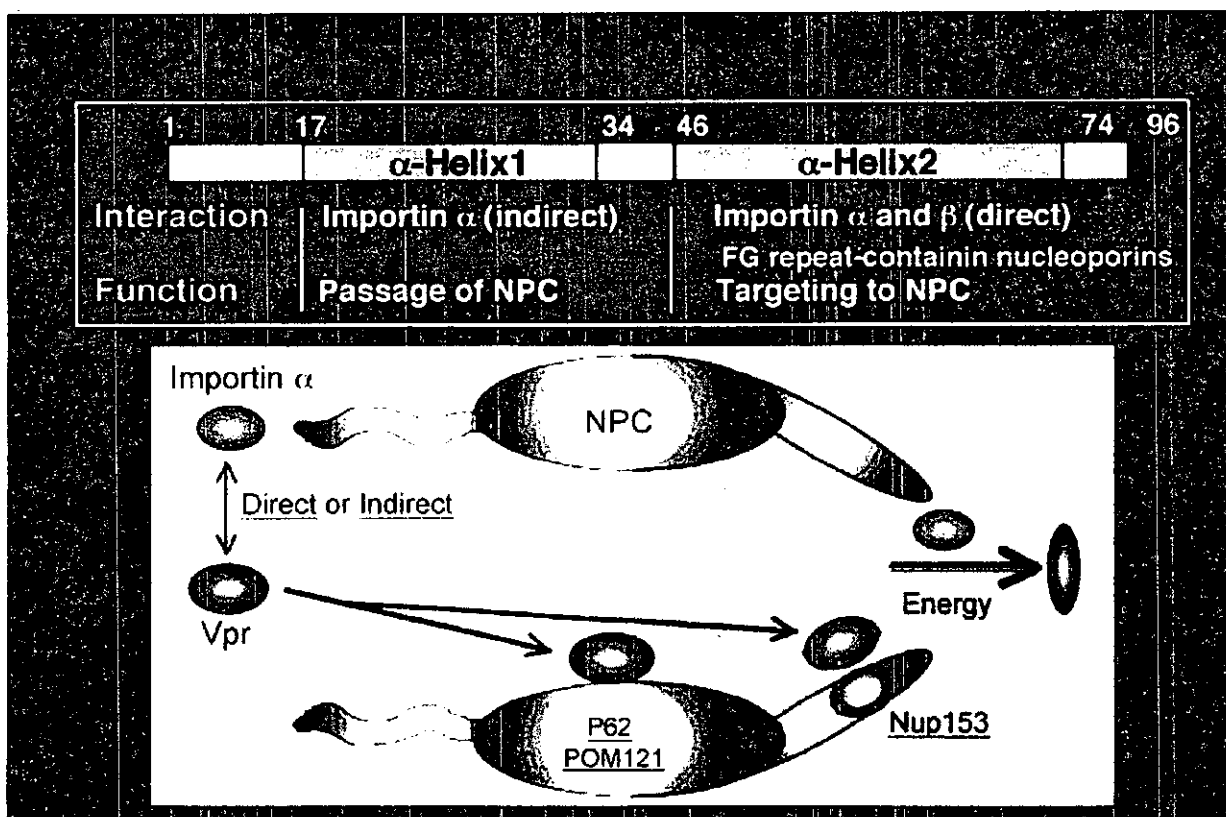 1. 17 34 46 74 96
α-Helix1 α-Helix2
Interaction Importin α (indirect) Importin α and β (direct)
FG repeat-containin nucleoporins
Function Passage of NPC Targeting to NPC
Importin α
NPC
Direct or Indirect
Energy
Vpr
P62
POM121
Nup153